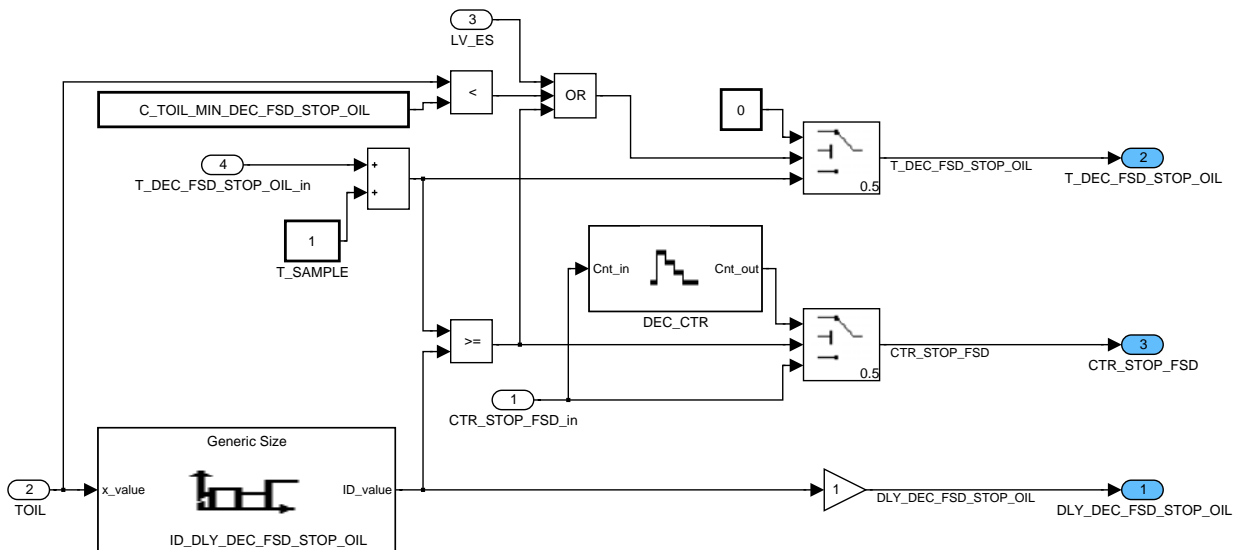 3
LV_ES
<
OR
C_TOIL_MIN_DEC_FSD_STOP_OIL
0
4
T_DEC_FSD_STOP_OIL_in
+
+
0.5
T_DEC_FSD_STOP_OIL
2
T_DEC_FSD_STOP_OIL
1
T_SAMPLE
Cnt_in
Cnt_out
DEC_CTR
>=
0.5
CTR_STOP_FSD
3
CTR_STOP_FSD
1
CTR_STOP_FSD_in
Generic Size
2
TOIL
x_value
ID_value
ID_DLY_DEC_FSD_STOP_OIL
1
DLY_DEC_FSD_STOP_OIL
1
DLY_DEC_FSD_STOP_OIL